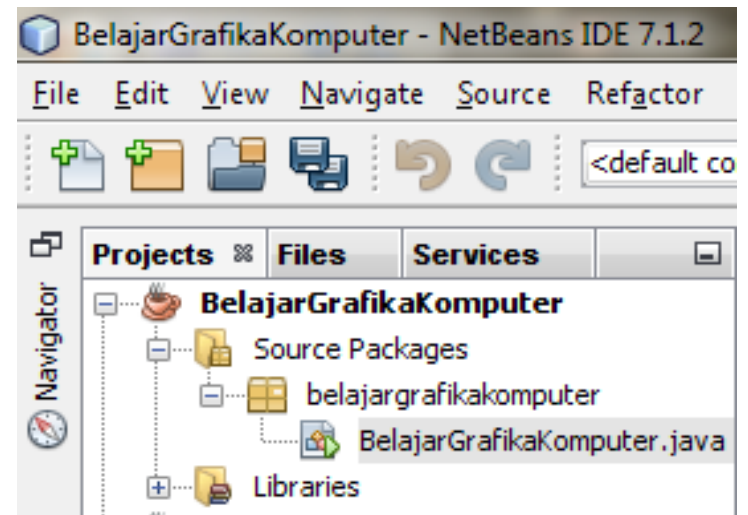 BelajarGrafikaKomputer - NetBeans IDE 7.1.2
File Edit View Navigate Source Refactor
<default co
Projects Files Services
Navigator
BelajarGrafikaKomputer
Source Packages
belajargrafikakomputer
BelajarGrafikaKomputer.java
Libraries